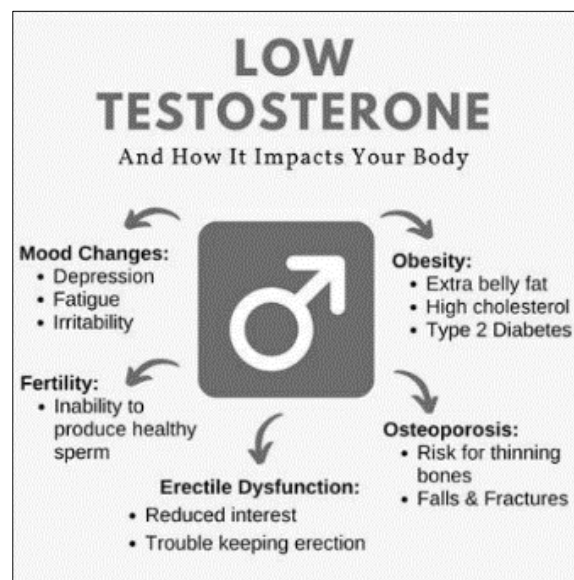 LOW
TESTOSTERONE
And How It Impacts Your Body
Mood Changes:
• Depression
• Fatigue
• Irritability
Obesity:
• Extra belly fat
• High cholesterol
• Type 2 Diabetes
Fertility:
• Inability to
produce healthy
sperm
Osteoporosis:
• Risk for thinning
bones
• Falls & Fractures
Erectile Dysfunction:
• Reduced interest
• Trouble keeping erection